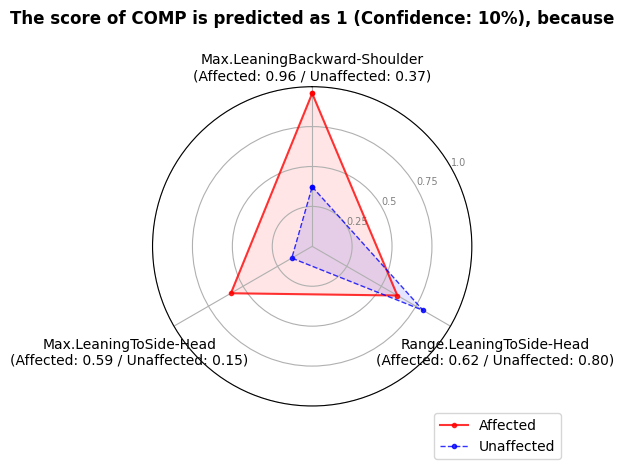 The score of COMP is predicted as 1 (Confidence: 10%), because
Max.LeaningBackward-Shoulder
(Affected: 0.96 / Unaffected: 0.37)
1.0
0.75
0.5
0.25
Max.LeaningToSide-Head
(Affected: 0.59 / Unaffected: 0.15)
Range.LeaningToSide-Head
(Affected: 0.62 / Unaffected: 0.80)
Affected
Unaffected